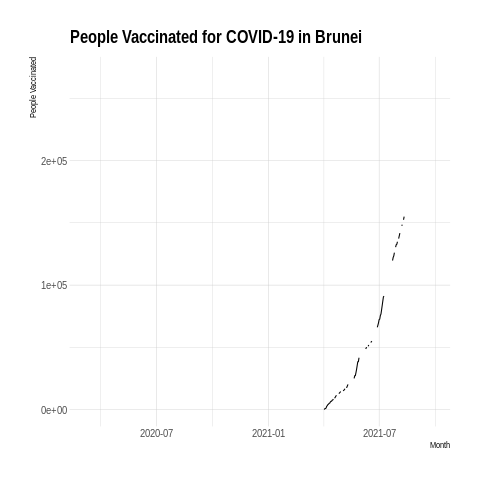 People Vaccinated for COVID-19 in Brunei
People Vaccinated
2e+05
1e+05
0e+00
2020-07
2021-01
2021-07
Month